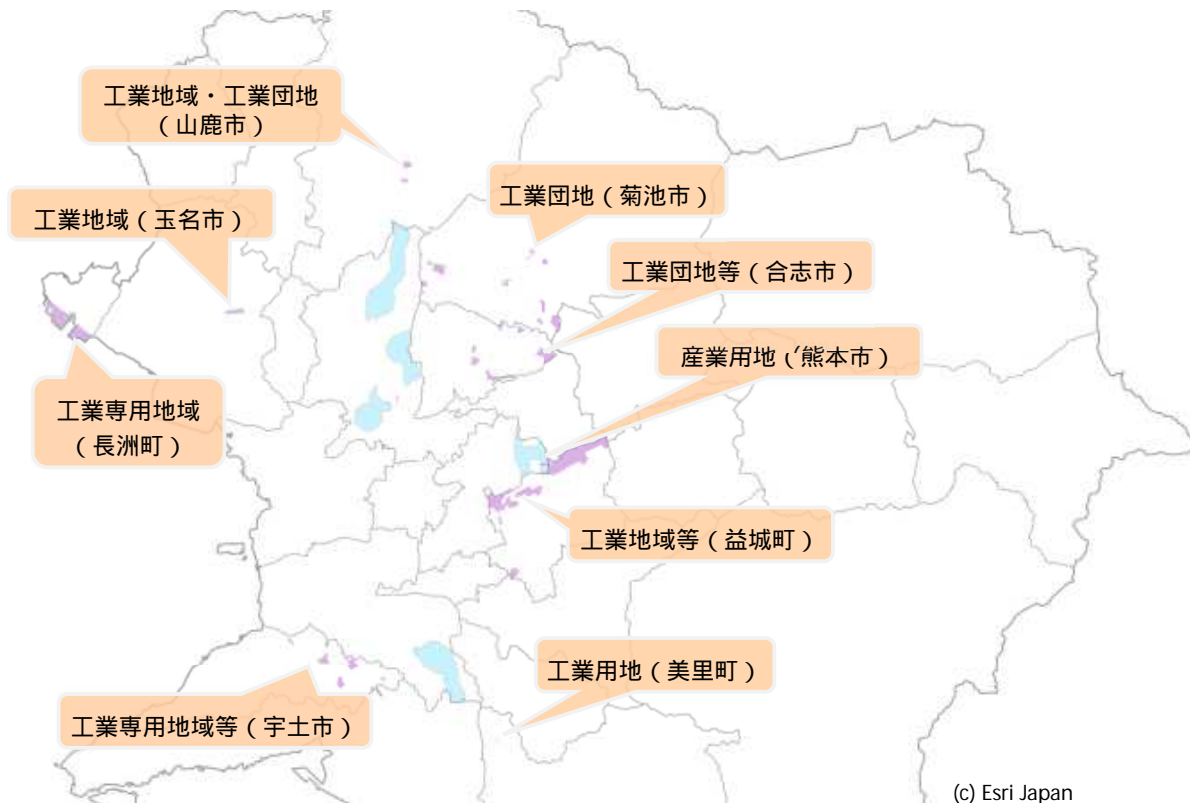 工業地域・工業団地
(山鹿市)
工業団地(菊池市)
工業地域(玉名市)
工業団地等(合志市)
産業用地(熊本市)
工業専用地域
(長洲町)
工業地域等(益城町)
工業用地(美里町)
工業専用地域等(宇土市)
(c) Esri Japan